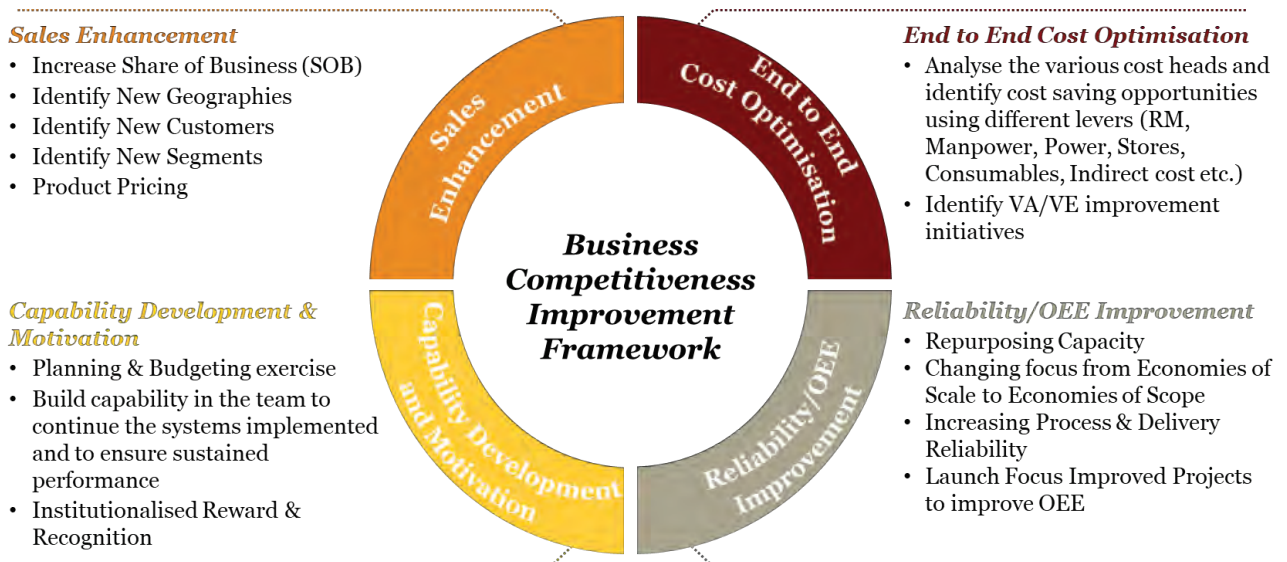 Sales Enhancement
• Increase Share of Business (SOB)
• Identify New Geographies
• Identify New Customers
• Identify New Segments
• Product Pricing
Capability Development &
Motivation
• Planning & Budgeting exercise
• Build capability in the team to
continue the systems implemented
and to ensure sustained
performance
• Institutionalised Reward &
Recognition
Sales
Enhancement
End to End
Cost Optimisation
Business
Competitiveness
Improvement
Framework
Capability Development
and Motivation
Reliability/OEE
Improvement
End to End Cost Optimisation
• Analyse the various cost heads and
identify cost saving opportunities
using different levers (RM,
Manpower, Power, Stores,
Consumables, Indirect cost etc.)
• Identify VA/VE improvement
initiatives
Reliability/OEE Improvement
• Repurposing Capacity
• Changing focus from Economies of
Scale to Economies of Scope
• Increasing Process & Delivery
Reliability
• Launch Focus Improved Projects
to improve OEE